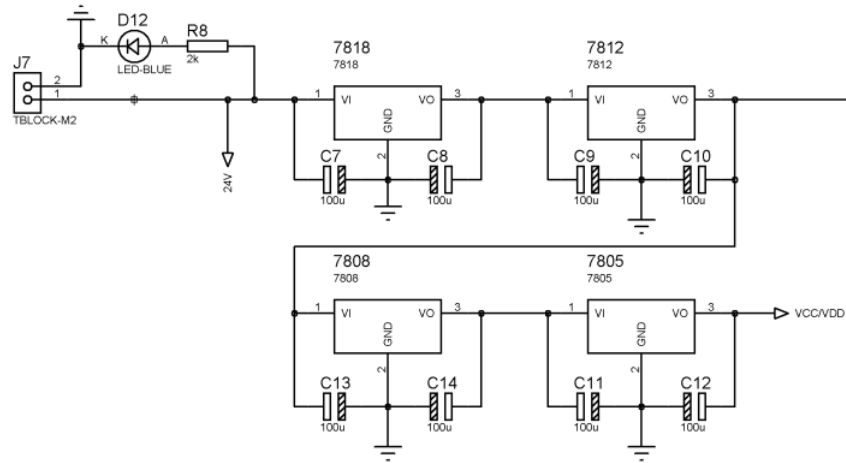 D12
K
A
LED-BLUE
R8
2k
J7
2
1
TBLOCK-M2
24V
7818
7818
1
VI
VO
3
GND
2
C7
100u
C8
100u
7812
7812
1
VI
VO
3
GND
2
C9
100u
C10
100u
7808
7808
1
VI
VO
3
GND
2
C13
100u
C14
100u
7805
7805
1
VI
VO
3
GND
2
C11
100u
C12
100u
VCC/VDD